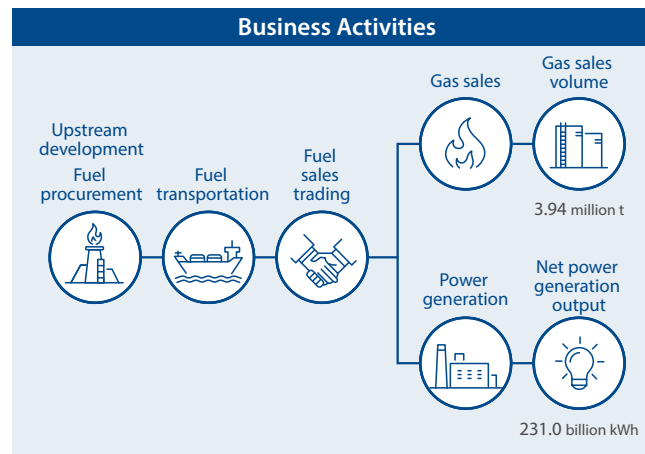 Business Activities
Upstream
development
Fuel
procurement
Fuel
transportation
Fuel
sales
trading
Gas sales
Gas sales
volume
3.94 million t
Power
generation
Net power
generation
output
231.0 billion kWh